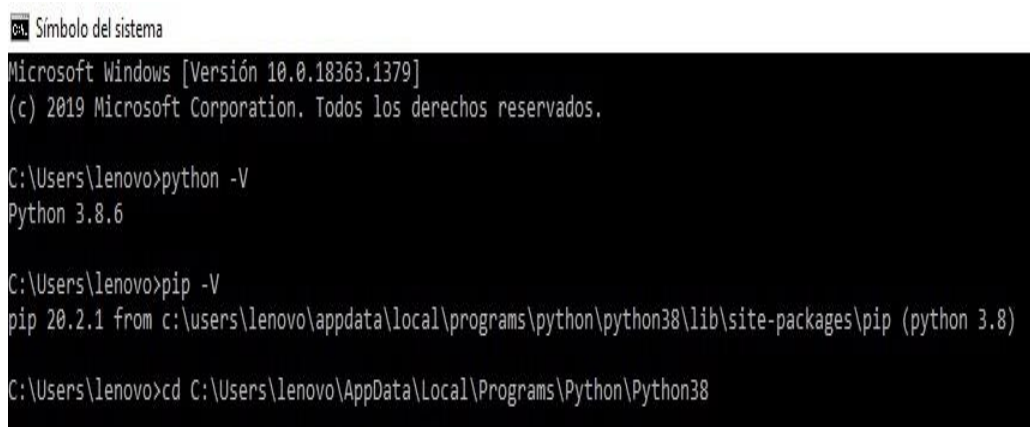 Símbolo del sistema
Microsoft Windows [Versión 10.0.18363.1379]
(c) 2019 Microsoft Corporation. Todos los derechos reservados.
C:\Users\lenovo>python -V
Python 3.8.6
C:\Users\lenovo>pip -V
pip 20.2.1 from c:\users\lenovo\appdata\local\programs\python\python38\lib\site-packages\pip (python 3.8)
C:\Users\lenovo>cd C:\Users\lenovo\AppData\Local\Programs\Python\Python38